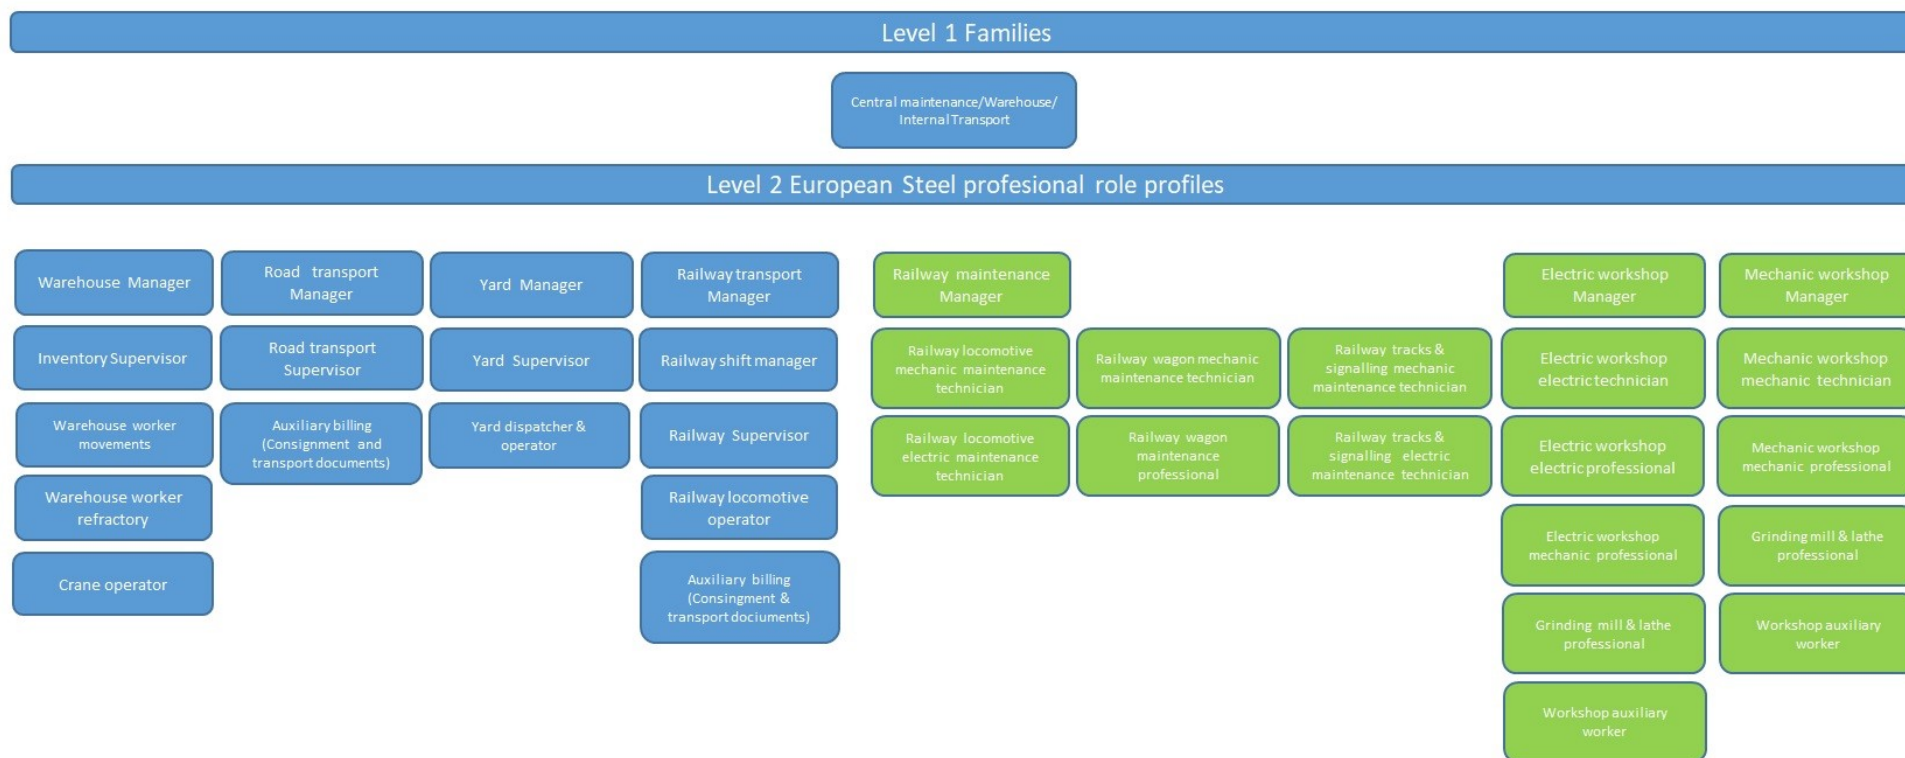 Level 1 Families
Central maintenance/Warehouse/
Internal Transport
Level 2 European Steel profesional role profiles
Warehouse Manager
Inventory Supervisor
Warehouse worker
movements
Warehouse worker
refractory
Crane operator
Road transport
Manager
Road transport
Supervisor
Auxiliary billing
(Consignment and
transport documents)
Yard Manager
Yard Supervisor
Yard dispatcher &
operator
Railway transport
Manager
Railway shift manager
Railway Supervisor
Railway locomotive
operator
Auxiliary billing
(Consingment &
transport dociuments)
Railway maintenance
Manager
Railway locomotive
mechanic maintenance
technician
Railway locomotive
electric maintenance
technician
Railway wagon mechanic
maintenance technician
Railway wagon
maintenance
professional
Railway tracks &
signalling mechanic
maintenance technician
Railway tracks &
signalling electric
maintenance technician
Electric workshop
Manager
Electric workshop
electric technician
Electric workshop
electric professional
Electric workshop
mechanic professional
Grinding mill & lathe
professional
Workshop auxiliary
worker
Mechanic workshop
Manager
Mechanic workshop
mechanic technician
Mechanic workshop
mechanic professional
Grinding mill & lathe
professional
Workshop auxiliary
worker